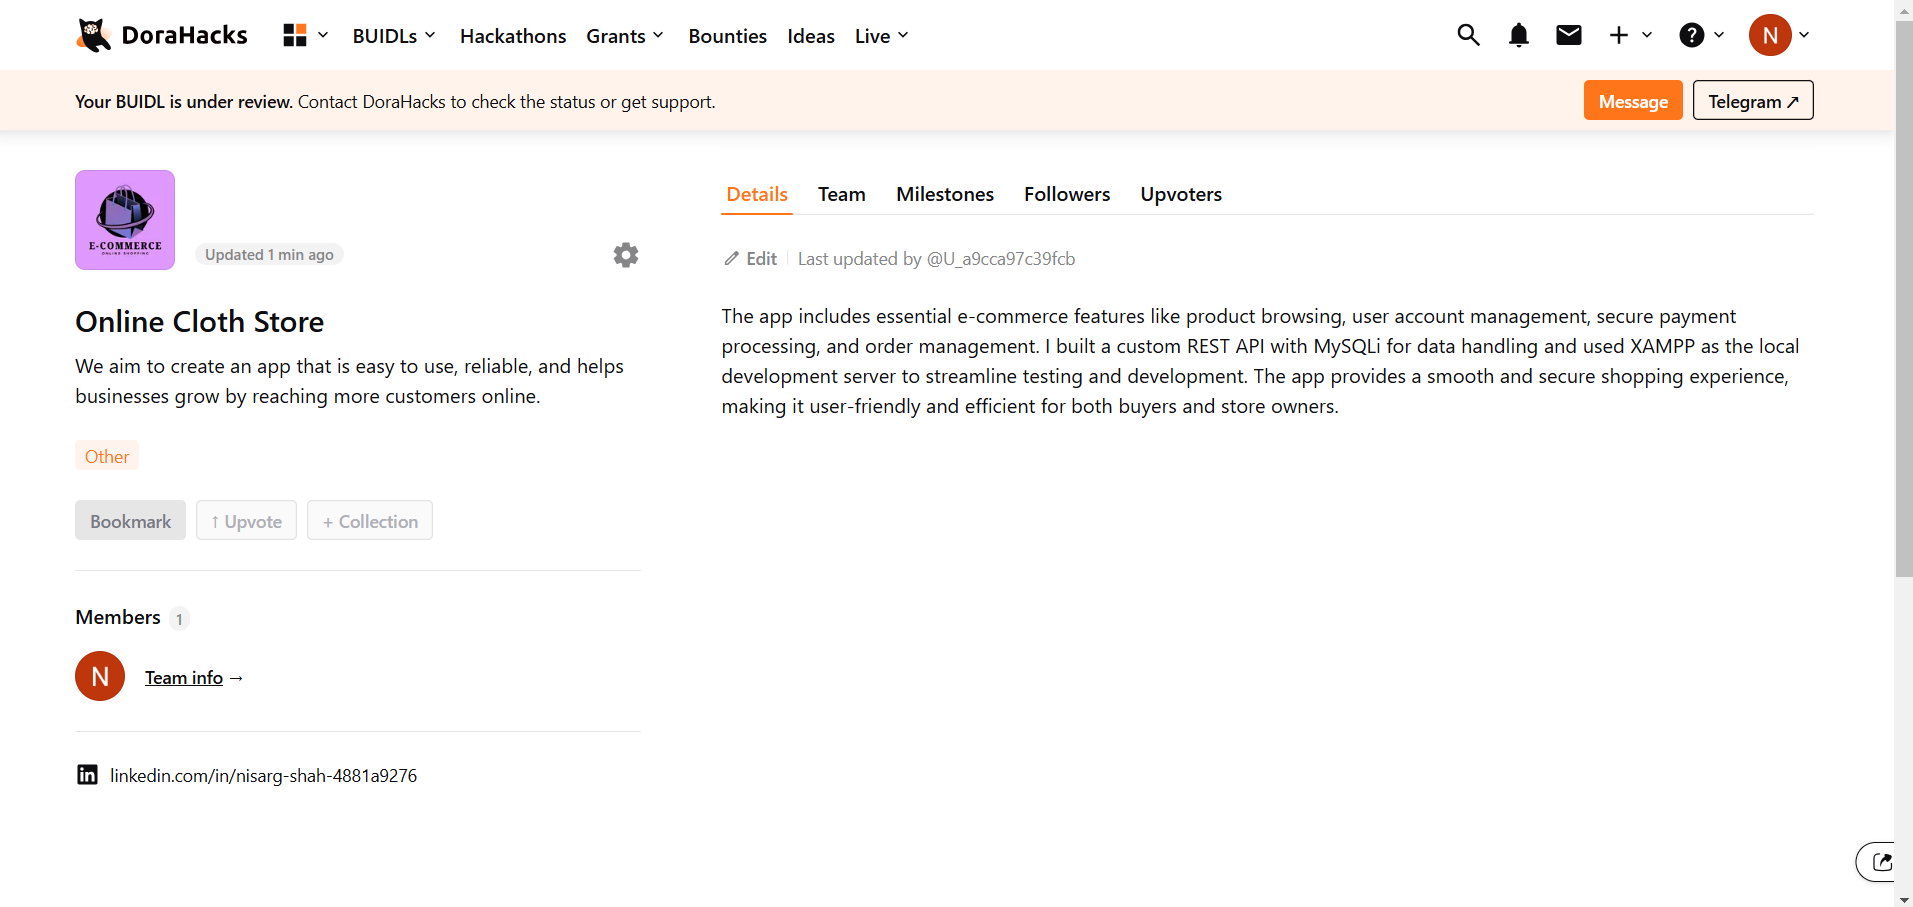 DoraHacks
BUIDLs
Hackathons
Grants
Bounties
Ideas
Live
N
Your BUIDL is under review. Contact DoraHacks to check the status or get support.
Message
Telegram ↗
E-COMMERCE
ONLINE SHOPPING
Updated 1 min ago
Online Cloth Store
We aim to create an app that is easy to use, reliable, and helps
businesses grow by reaching more customers online.
Other
Bookmark
↑ Upvote
+ Collection
Members 1
N
Team info →
in linkedin.com/in/nisarg-shah-4881a9276
Details
Team
Milestones
Followers
Upvoters
Edit
Last updated by @U_a9cca97c39fcb
The app includes essential e-commerce features like product browsing, user account management, secure payment
processing, and order management. I built a custom REST API with MySQLi for data handling and used XAMPP as the local
development server to streamline testing and development. The app provides a smooth and secure shopping experience,
making it user-friendly and efficient for both buyers and store owners.